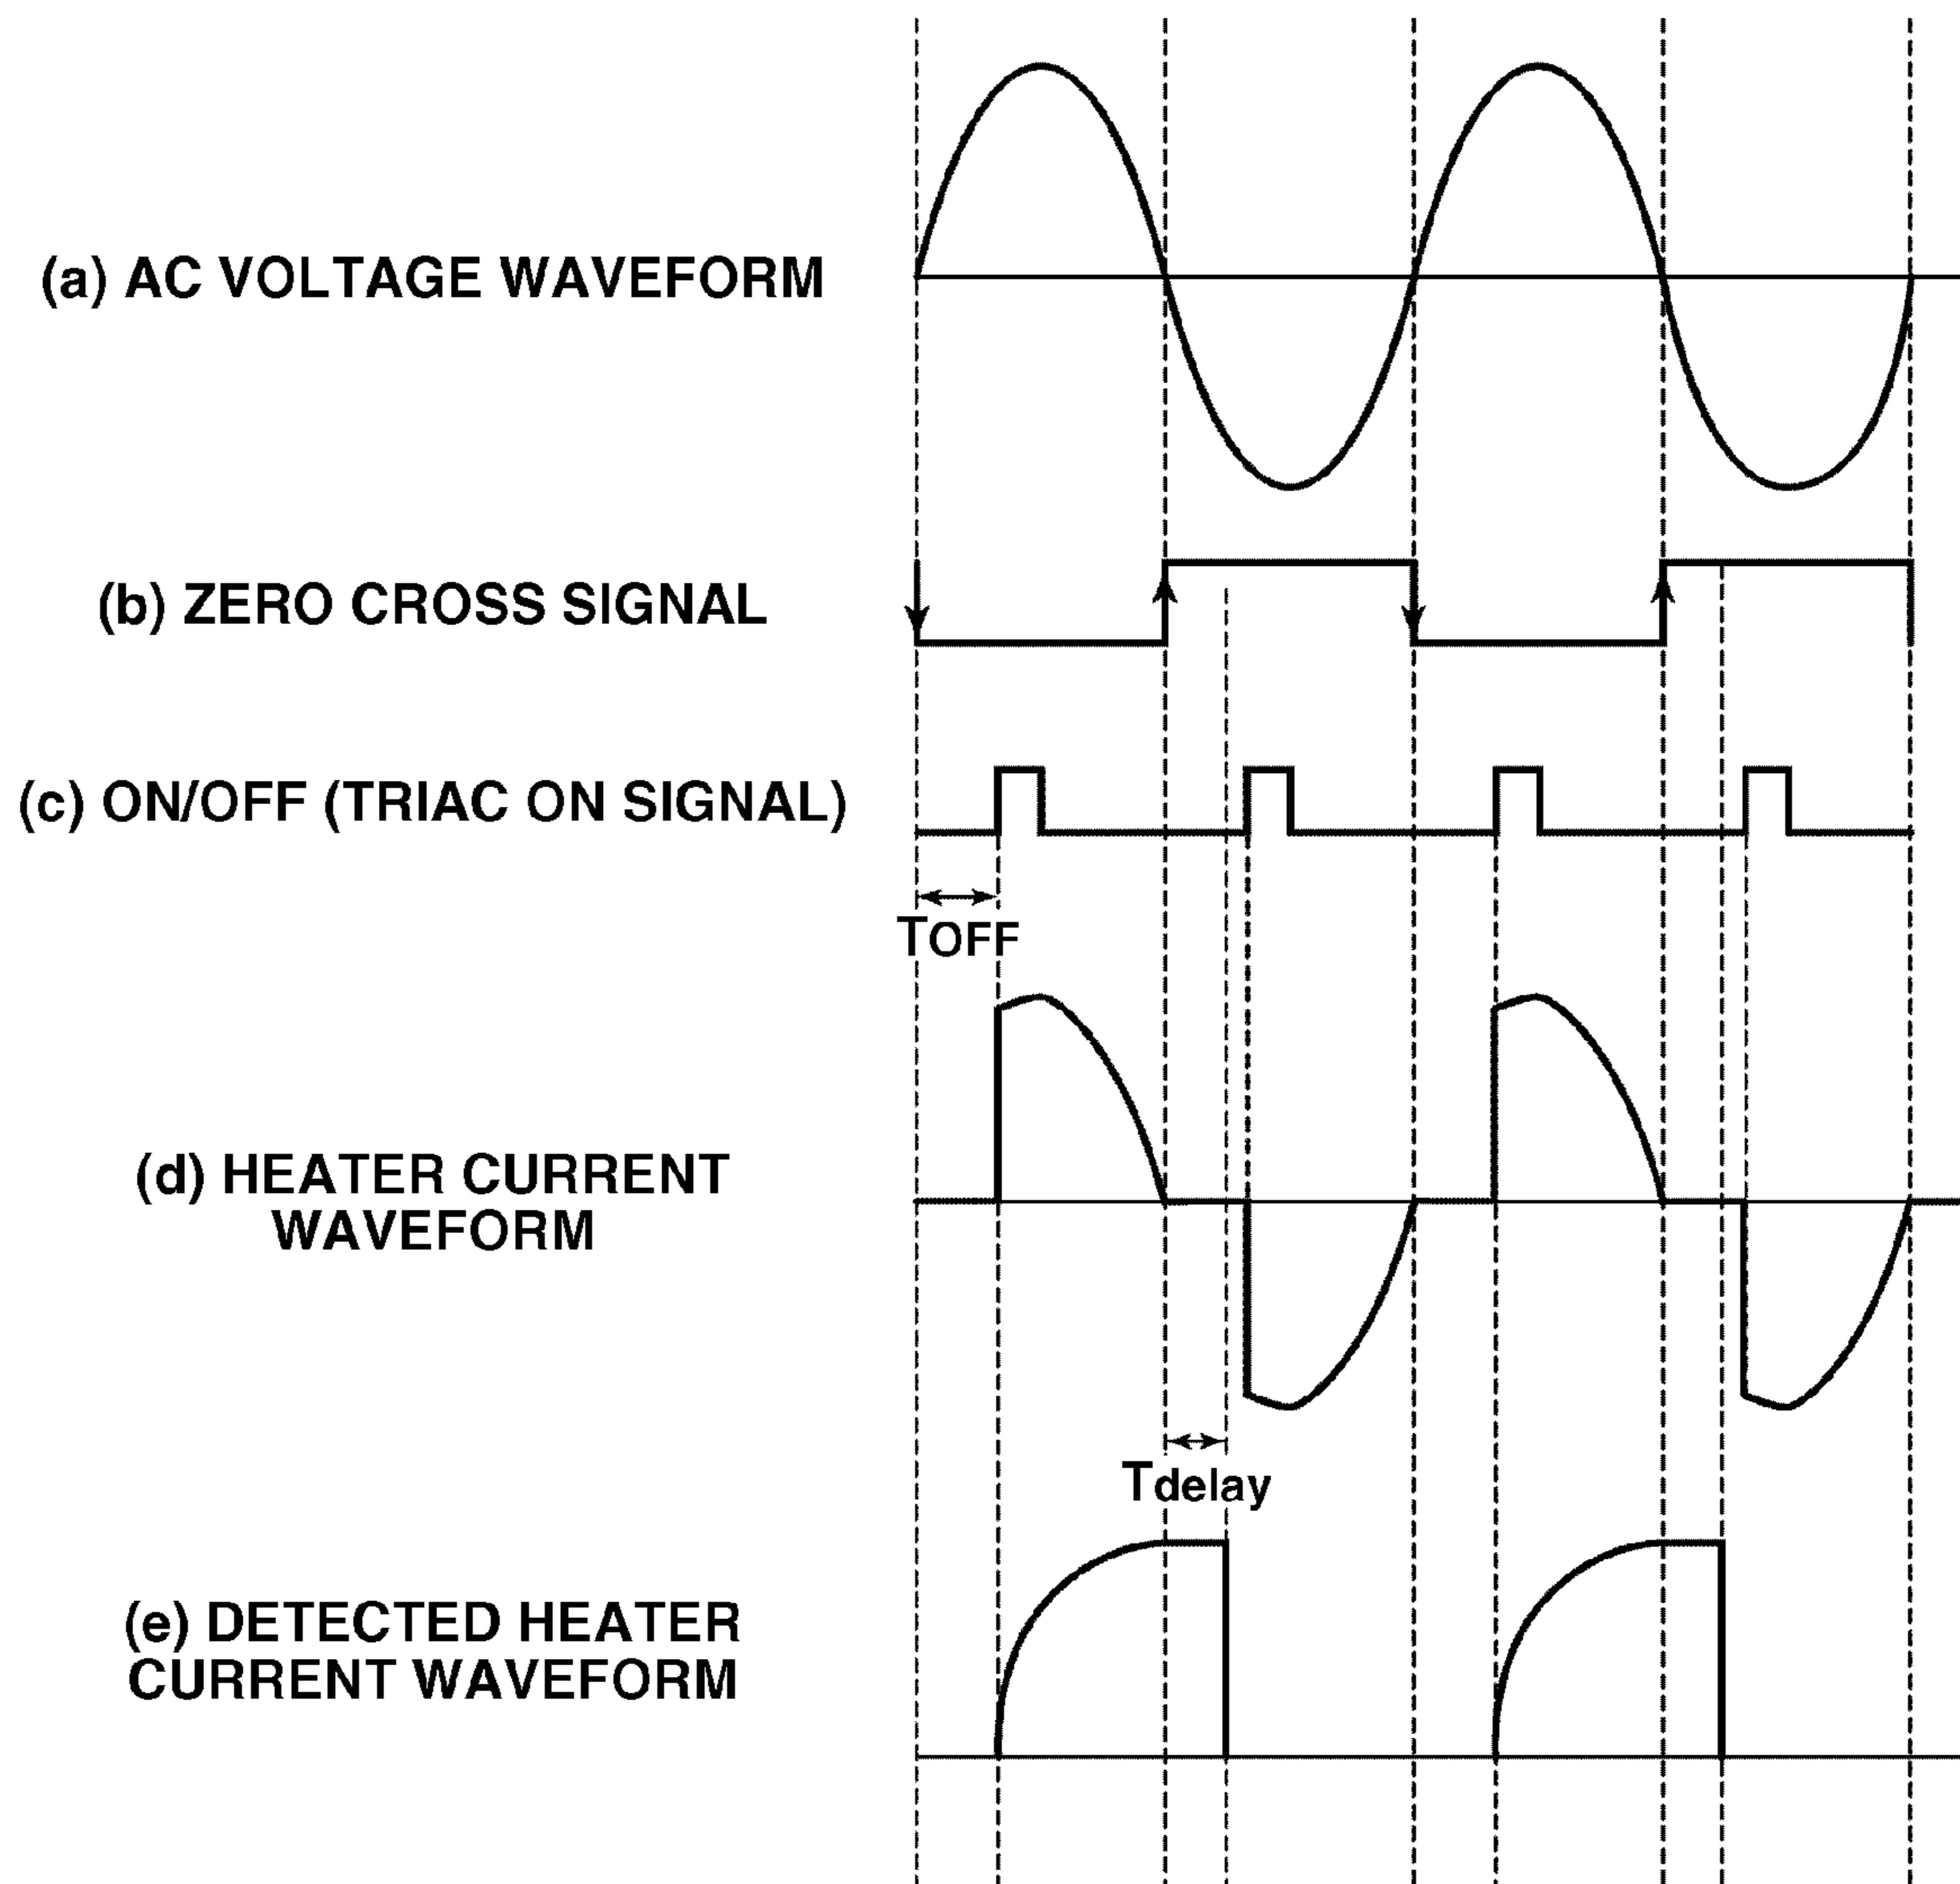 (a) AC VOLTAGE WAVEFORM
(b) ZERO CROSS SIGNAL
(c) ON/OFF (TRIAC ON SIGNAL)
TOFF
(d) HEATER CURRENT
WAVEFORM
Tdelay
(e) DETECTED HEATER
CURRENT WAVEFORM